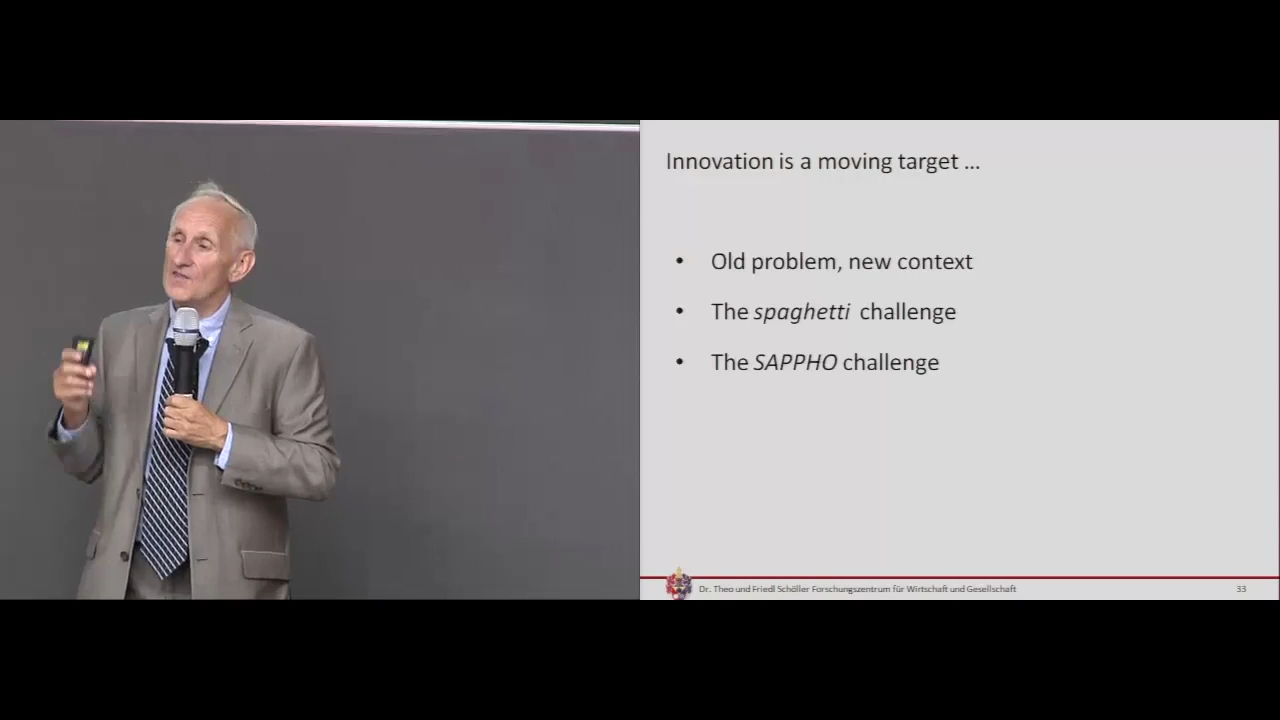 Innovation is a moving target ...
• Old problem, new context
• The spaghetti challenge
• The SAPPHO challenge
Dr. Theo und Friedl Schöller Forschungszentrum für Wirtschaft und Gesellschaft
33